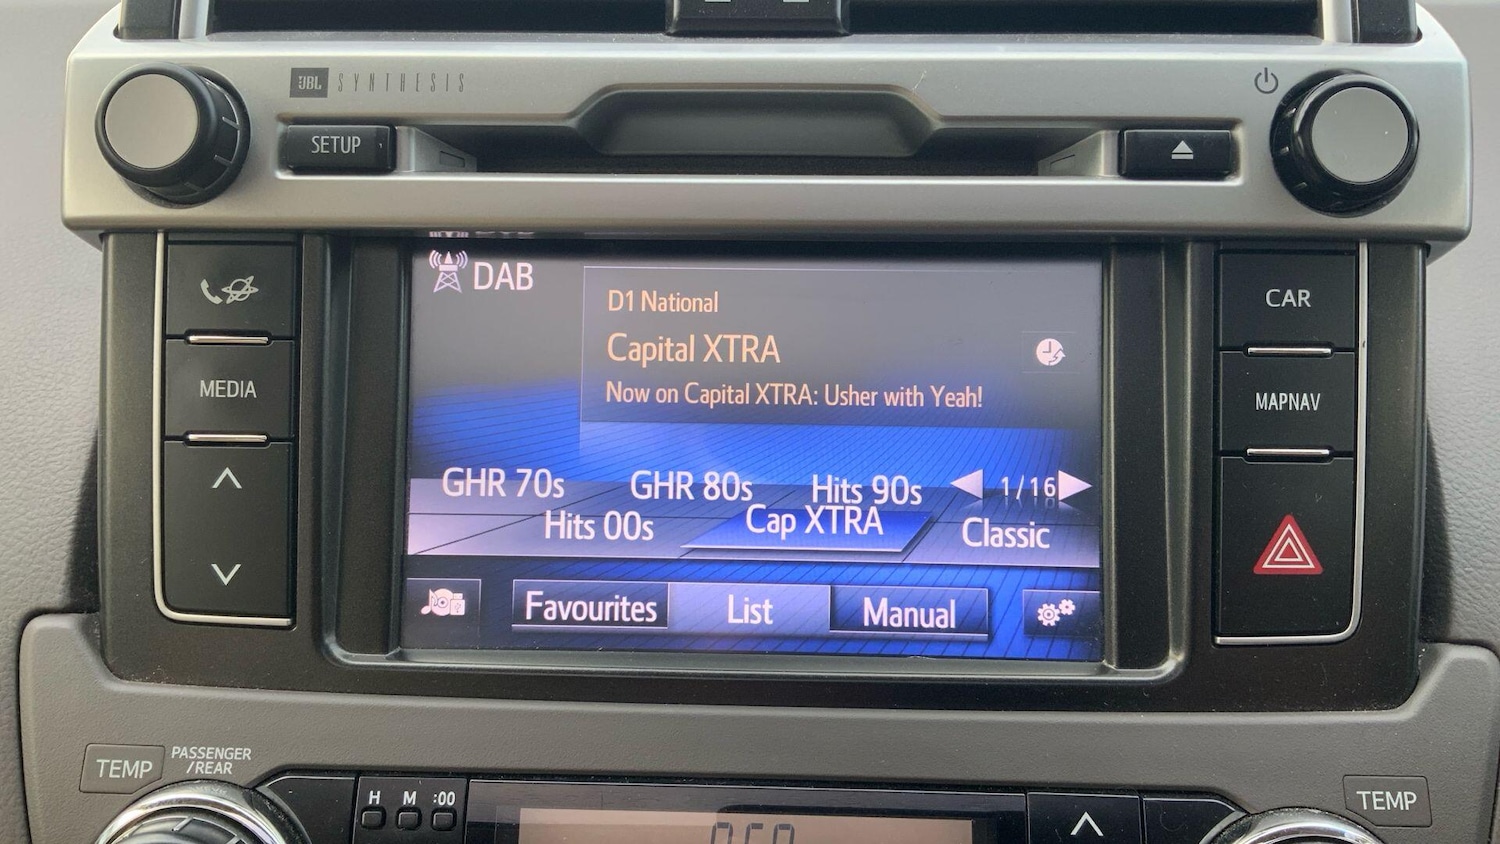 JBL SYNTHESIS
SETUP
DAB
D1 National
Capital XTRA
Now on Capital XTRA: Usher with Yeah!
GHR 70s GHR 80s Hits 90s 1/16
Hits 00s Cap XTRA Classic
Favourites List Manual
MEDIA
CAR
MAPNAV
TEMP
PASSENGER
/REAR
H M :00
TEMP